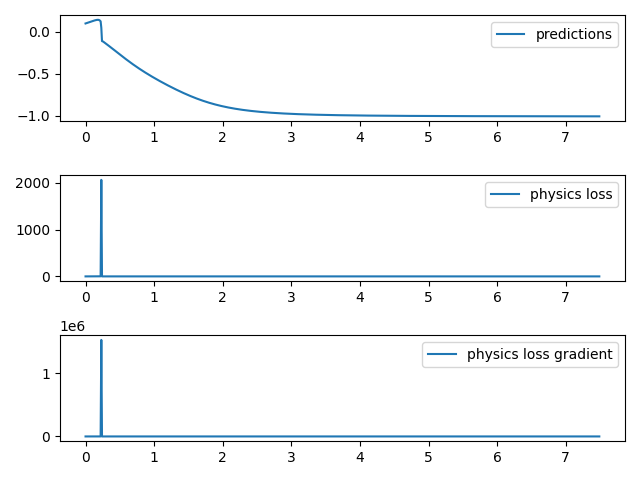 0.0
−0.5
−1.0
predictions
0 1 2 3 4 5 6 7
2000
1000
0
physics loss
0 1 2 3 4 5 6 7
1e6
1
0
physics loss gradient
0 1 2 3 4 5 6 7